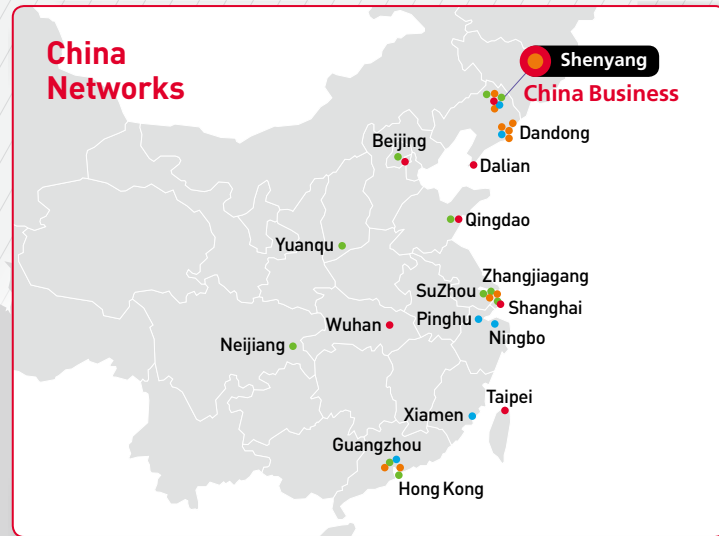 China
Networks
Shenyang
China Business
Dandong
Beijing
Dalian
Qingdao
Yuanqu
Zhangjiagang
SuZhou
Shanghai
Pinghu
Wuhan
Ningbo
Neijiang
Taipei
Xiamen
Guangzhou
Hong Kong